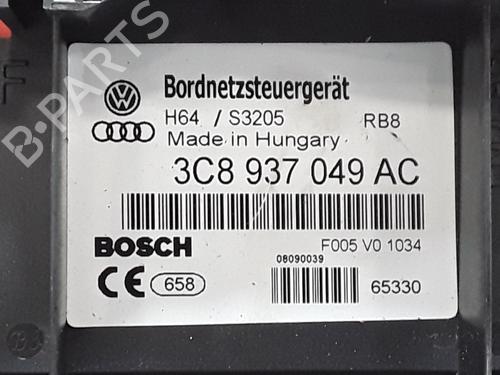 Bordnetzsteuergerät
H64 / S3205 RB8
Made in Hungary
3C8 937 049 AC
BOSCH
F005 V0 1034
08090039
CE 658
65330
B-PARTS